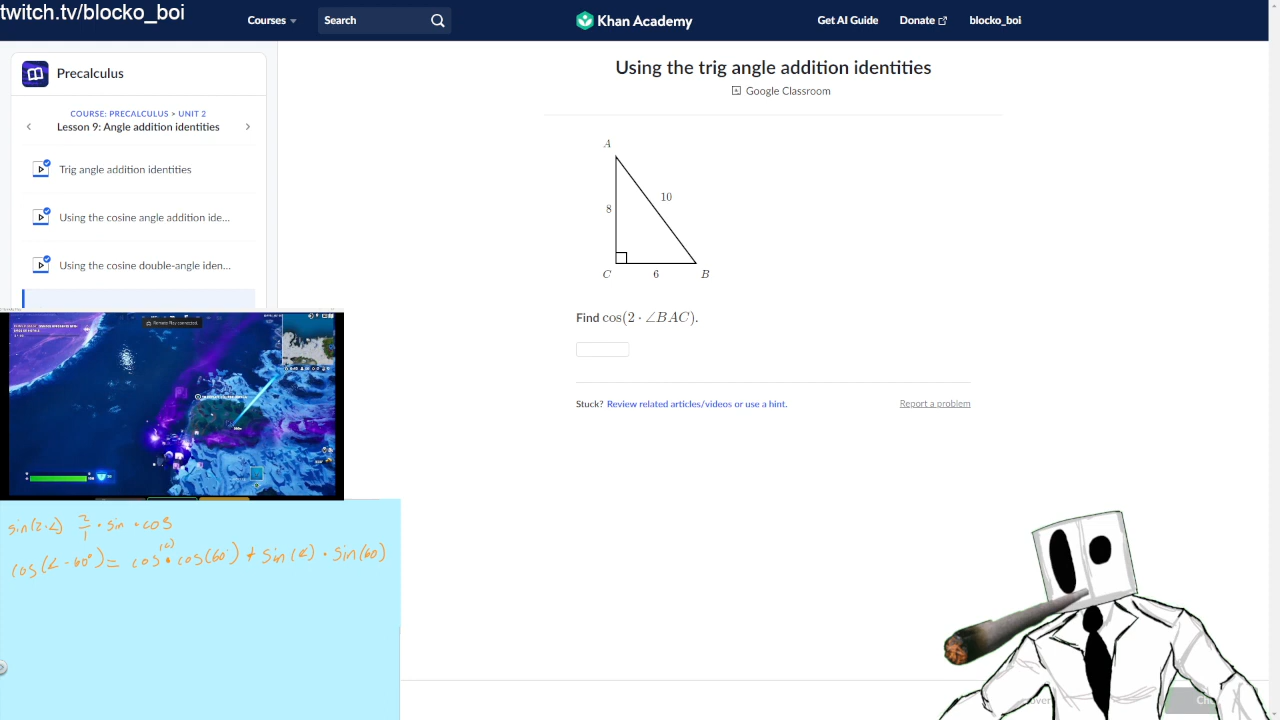 twitch.tv/blocko_boi
Courses
Search
Khan Academy
Get AI Guide
Donate
blocko_boi
Precalculus
COURSE: PRECALCULUS > UNIT 2
Lesson 9: Angle addition identities
Trig angle addition identities
Using the cosine angle addition ide...
Using the cosine double-angle iden...
Using the trig angle addition identities
Google Classroom
A
10
8
C
6
B
Find cos(2 · ∠BAC).
Stuck? Review related articles/videos or use a hint.
Report a problem
Remote Play connected.
sin(2·∠) 2/1 · sin · cos
cos(∠ - 60°) = cos(∠) · cos(60°) + sin(∠) · sin(60)